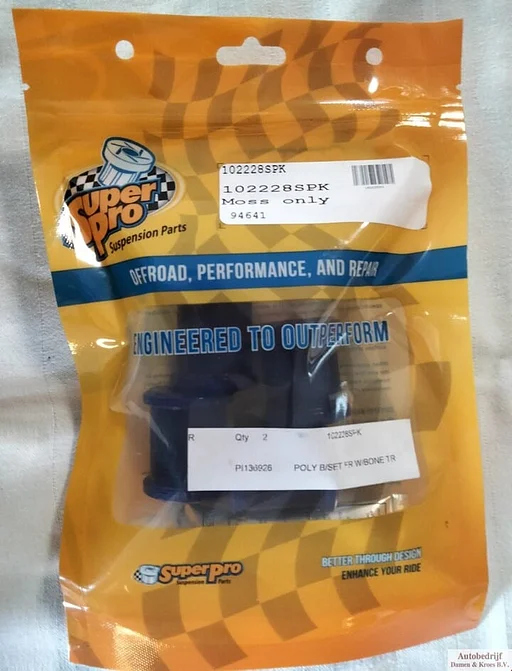 102228SPK
102228SPK
Moss only
94641
Super
Pro
Suspension Parts
OFFROAD, PERFORMANCE, AND REPAIR
ENGINEERED TO OUTPERFORM
R Qty 2 102228SPK
POLY B/SET FR W/BONE TR
SuperPro
Suspension Parts
BETTER THROUGH DESIGN
ENHANCE YOUR RIDE
Autobedrijf
Damen & Kroes B.V.